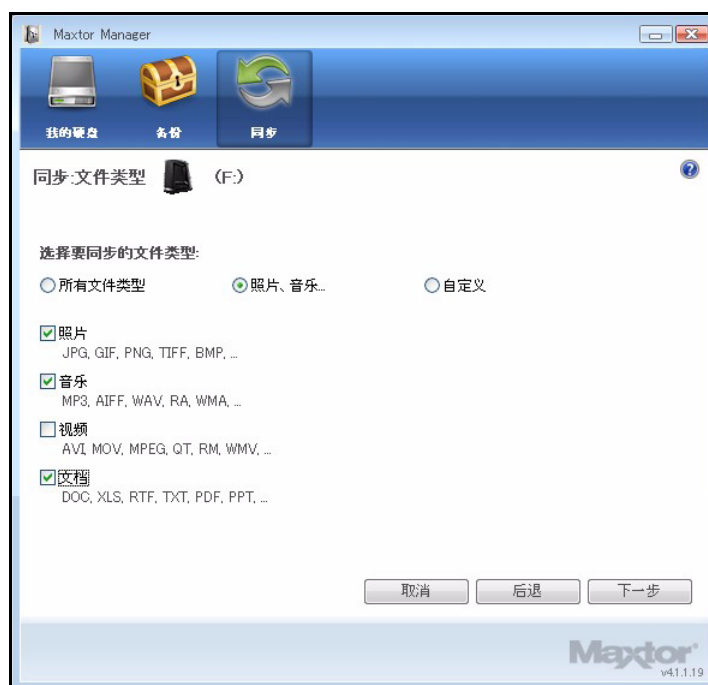 Maxtor Manager
我的硬盘 备份 同步
同步:文件类型 (F:)
选择要同步的文件类型:
所有文件类型 照片、音乐... 自定义
照片
JPG, GIF, PNG, TIFF, BMP, ...
音乐
MP3, AIFF, WAV, RA, WMA, ...
视频
AVI, MOV, MPEG, QT, RM, WMV, ...
文档
DOC, XLS, RTF, TXT, PDF, PPT, ...
取消 后退 下一步
Maxtor
v4.1.1.19